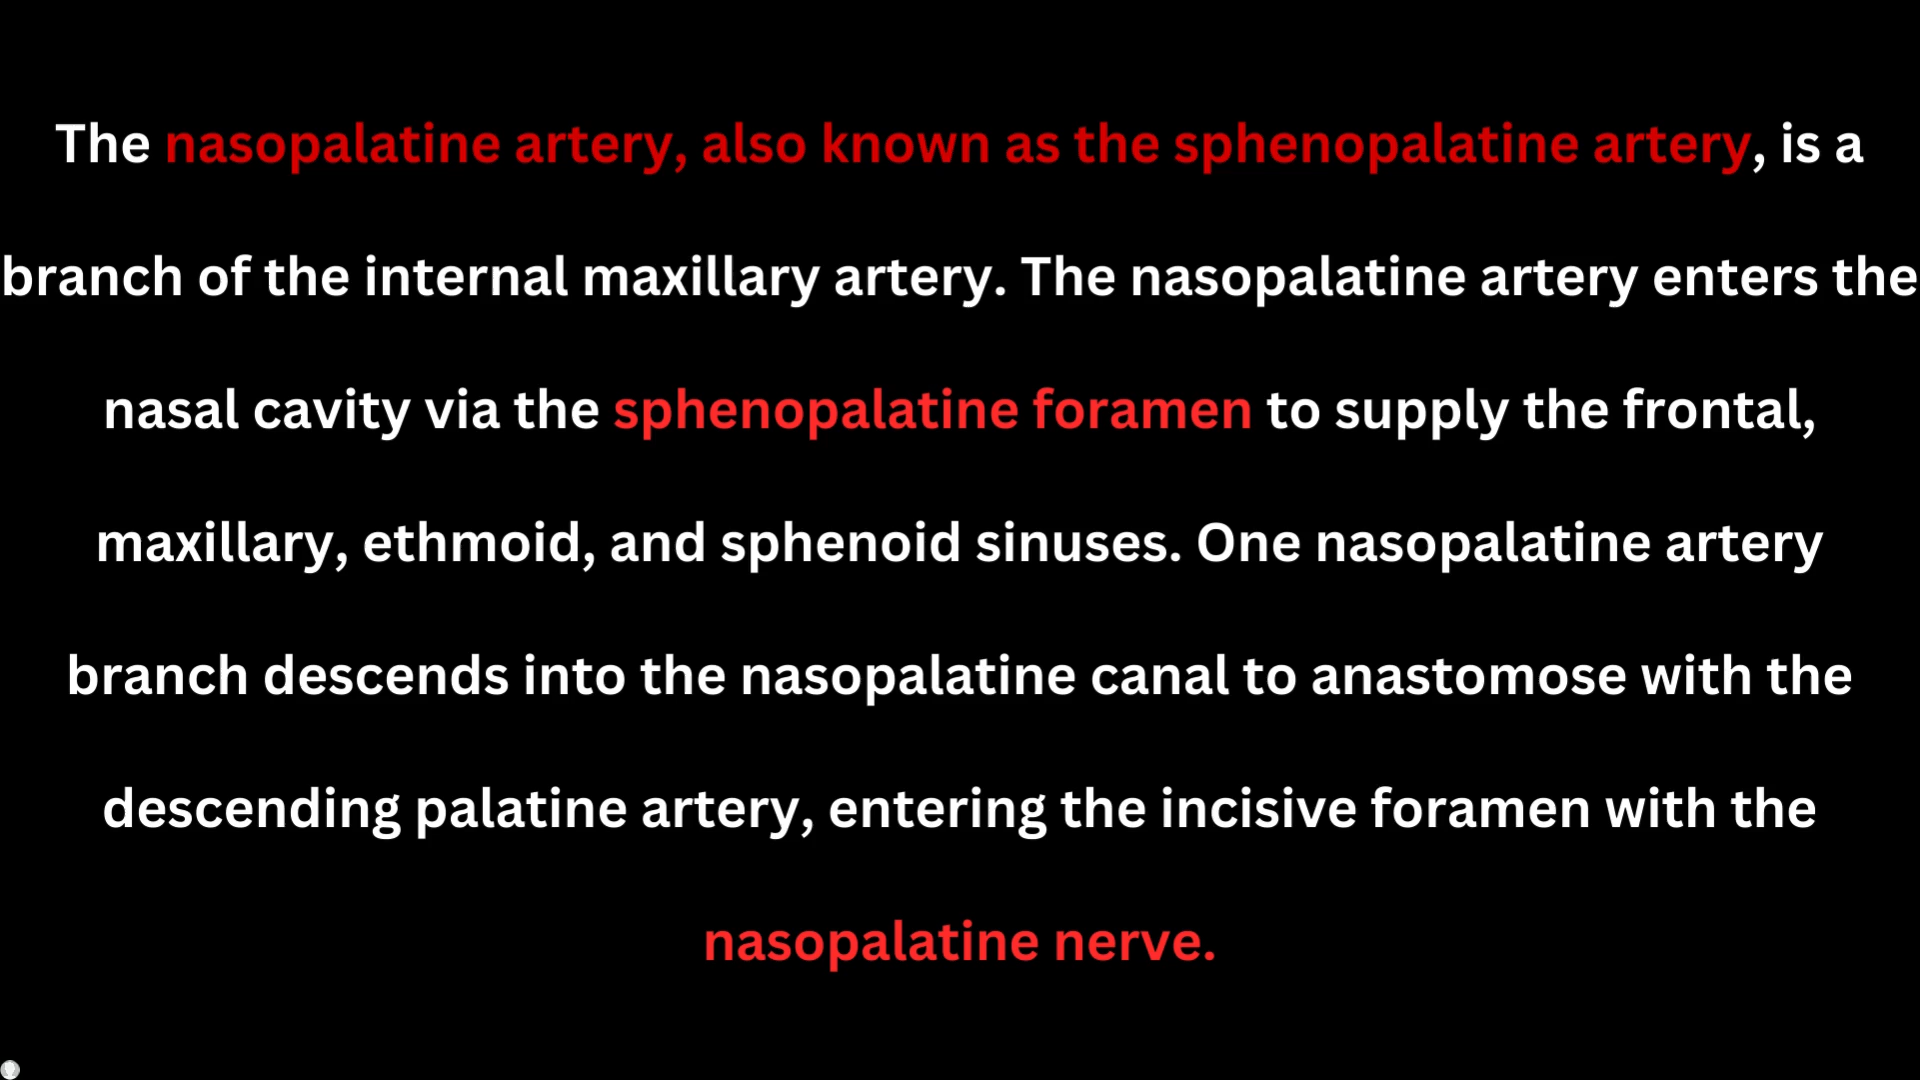 The nasopalatine artery, also known as the sphenopalatine artery, is a
branch of the internal maxillary artery. The nasopalatine artery enters the
nasal cavity via the sphenopalatine foramen to supply the frontal,
maxillary, ethmoid, and sphenoid sinuses. One nasopalatine artery
branch descends into the nasopalatine canal to anastomose with the
descending palatine artery, entering the incisive foramen with the
nasopalatine nerve.